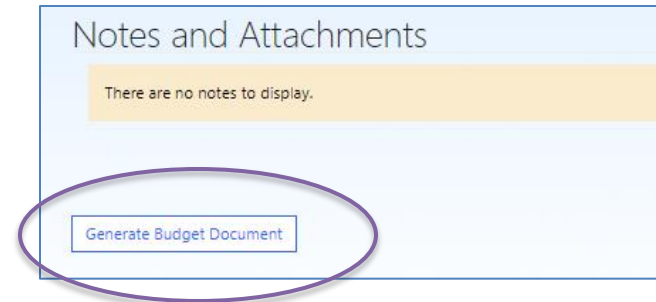 Notes and Attachments
There are no notes to display.
Generate Budget Document